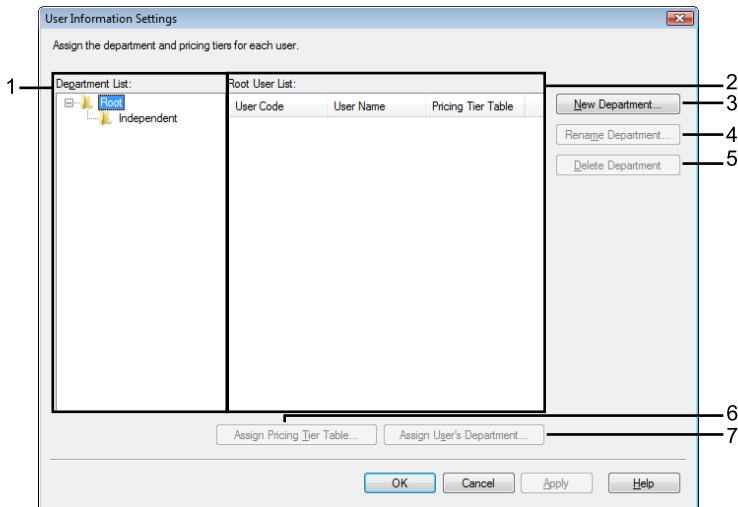 User Information Settings
Assign the department and pricing tiers for each user.
1
Department List:
Root User List:
2
Root
User Code
User Name
Pricing Tier Table
New Department...
3
Independent
Rename Department...
4
Delete Department
5
6
Assign Pricing Tier Table...
Assign User's Department...
7
OK
Cancel
Apply
Help